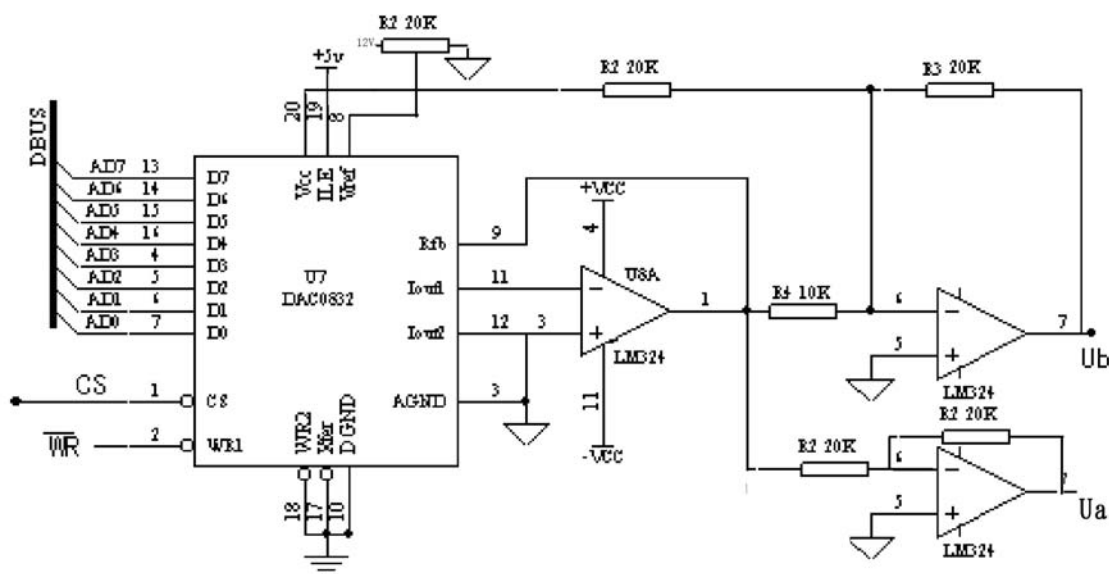 R2 20K
12V
+5v
R2 20K
R3 20K
20
19
8
DBUS
Vcc
ILE
Vref
AD7 13 D7
AD6 14 D6
AD5 15 D5
AD4 16 D4
AD3 4 D3
AD2 5 D2
AD1 6 D1
AD0 7 D0
U7
DAC0832
Rfb 9
Iout1 11
Iout2 12
AGND 3
+VCC
4
U8A
3
1
LM324
11
-VCC
R4 10K
6
5
7
Ub
LM324
CS 1 CS
WR 2 WR1
WR2
Xfer
DGND
18
17
10
R2 20K
R2 20K
6
5
7
Ua
LM324